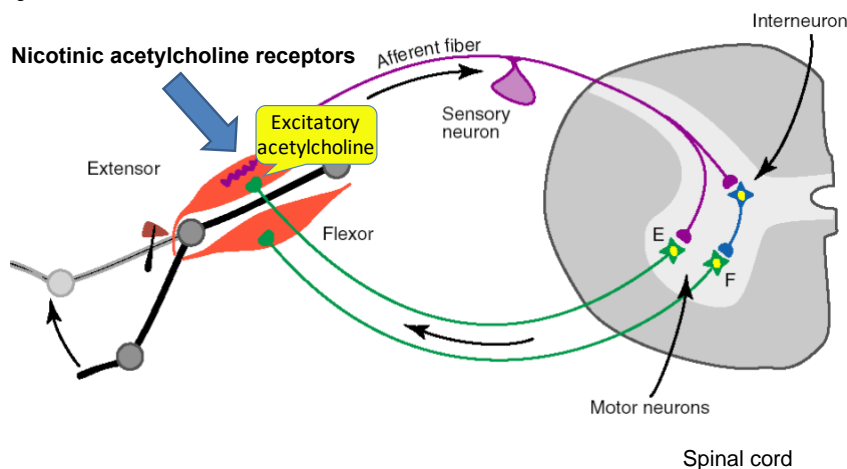 Interneuron
Nicotinic acetylcholine receptors
Afferent fiber
Sensory
neuron
Excitatory
acetylcholine
Extensor
Flexor
E
F
Motor neurons
Spinal cord